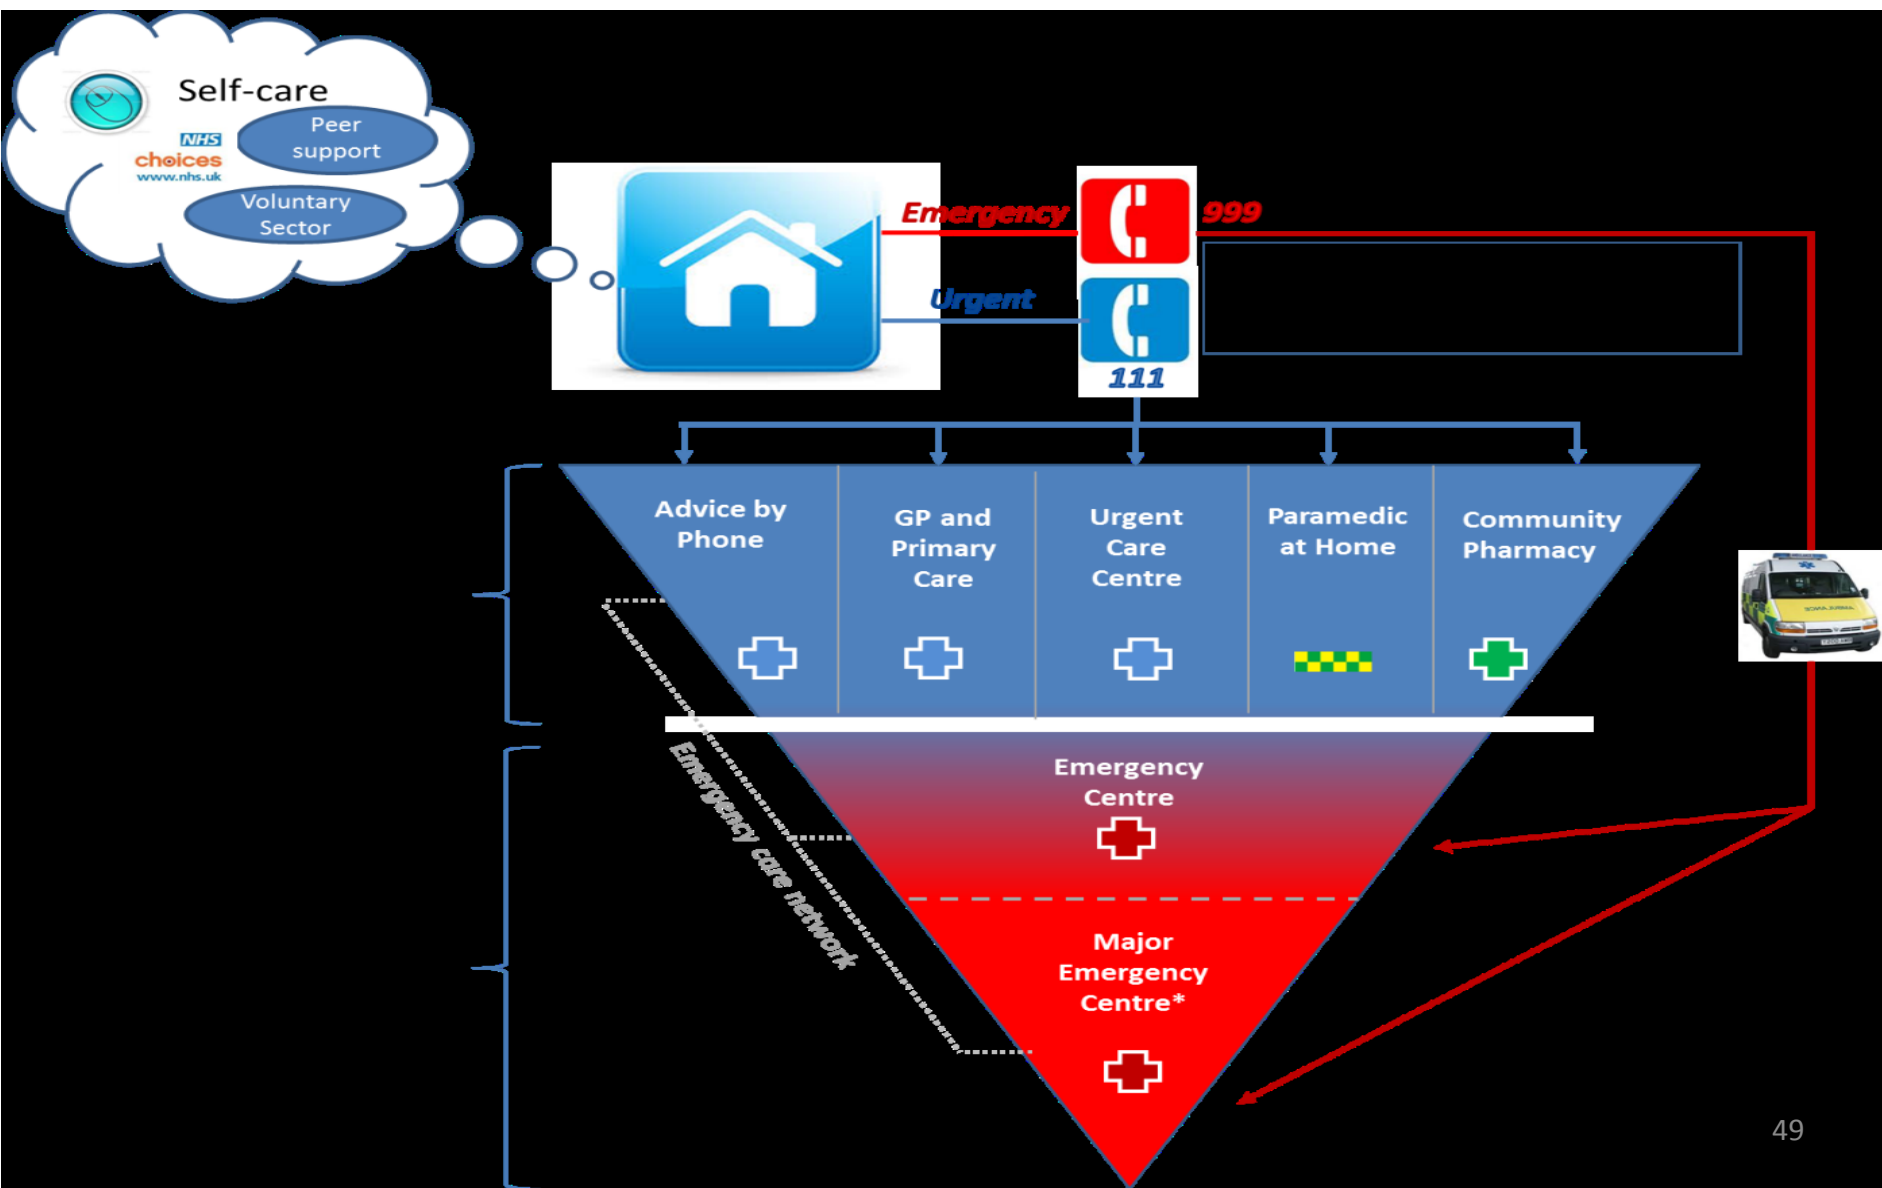 Self-care
Peer
support
NHS
choices
www.nhs.uk
Voluntary
Sector
Emergency
999
Urgent
111
Advice by
Phone
GP and
Primary
Care
Urgent
Care
Centre
Paramedic
at Home
Community
Pharmacy
Emergency care network
Emergency
Centre
Major
Emergency
Centre*
49